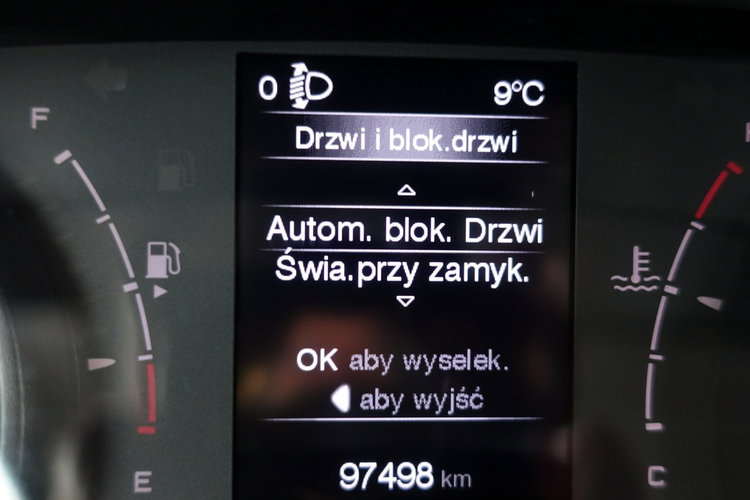 0 9°C
F
Drzwi i blok.drzwi
Autom. blok. Drzwi
Świa.przy zamyk.
OK aby wyselek.
aby wyjść
E 97498 km C